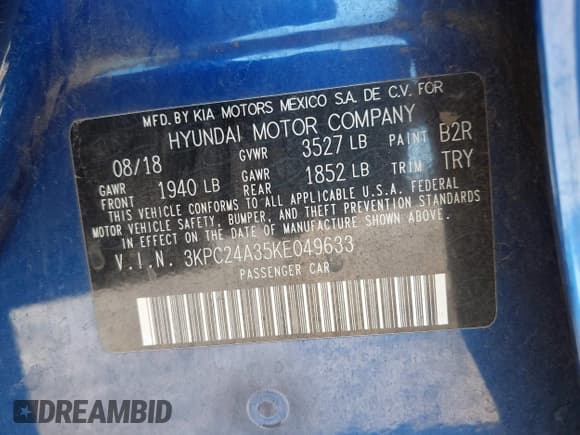 MFD. BY KIA MOTORS MEXICO S.A. DE C.V. FOR
HYUNDAI MOTOR COMPANY
08/18 GVWR 3527 LB PAINT B2R
GAWR FRONT 1940 LB GAWR REAR 1852 LB TRIM TRY
THIS VEHICLE CONFORMS TO ALL APPLICABLE U.S.A. FEDERAL
MOTOR VEHICLE SAFETY, BUMPER, AND THEFT PREVENTION STANDARDS
IN EFFECT ON THE DATE OF MANUFACTURE SHOWN ABOVE.
V.I.N. 3KPC24A35KE049633
PASSENGER CAR
DREAMBID